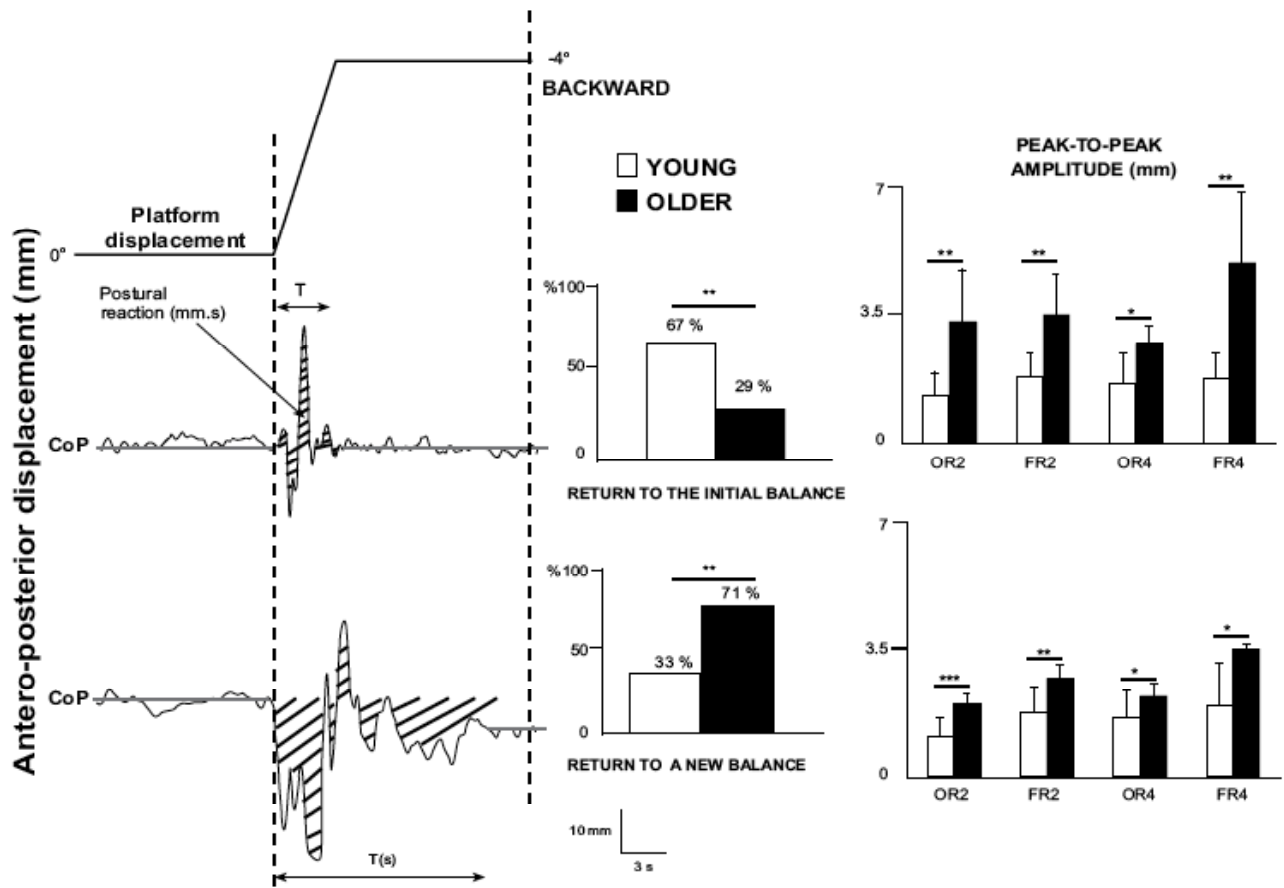 Antero-posterior displacement (mm)
-4°
BACKWARD
Platform
displacement
0°
Postural
reaction (mm.s)
T
CoP
CoP
T(s)
YOUNG
OLDER
%100
50
0
**
67 %
29 %
RETURN TO THE INITIAL BALANCE
%100
50
0
**
33 %
71 %
RETURN TO A NEW BALANCE
10 mm
3 s
PEAK-TO-PEAK
AMPLITUDE (mm)
7
3.5
0
**
**
*
**
OR2 FR2 OR4 FR4
7
3.5
0
***
**
*
*
OR2 FR2 OR4 FR4